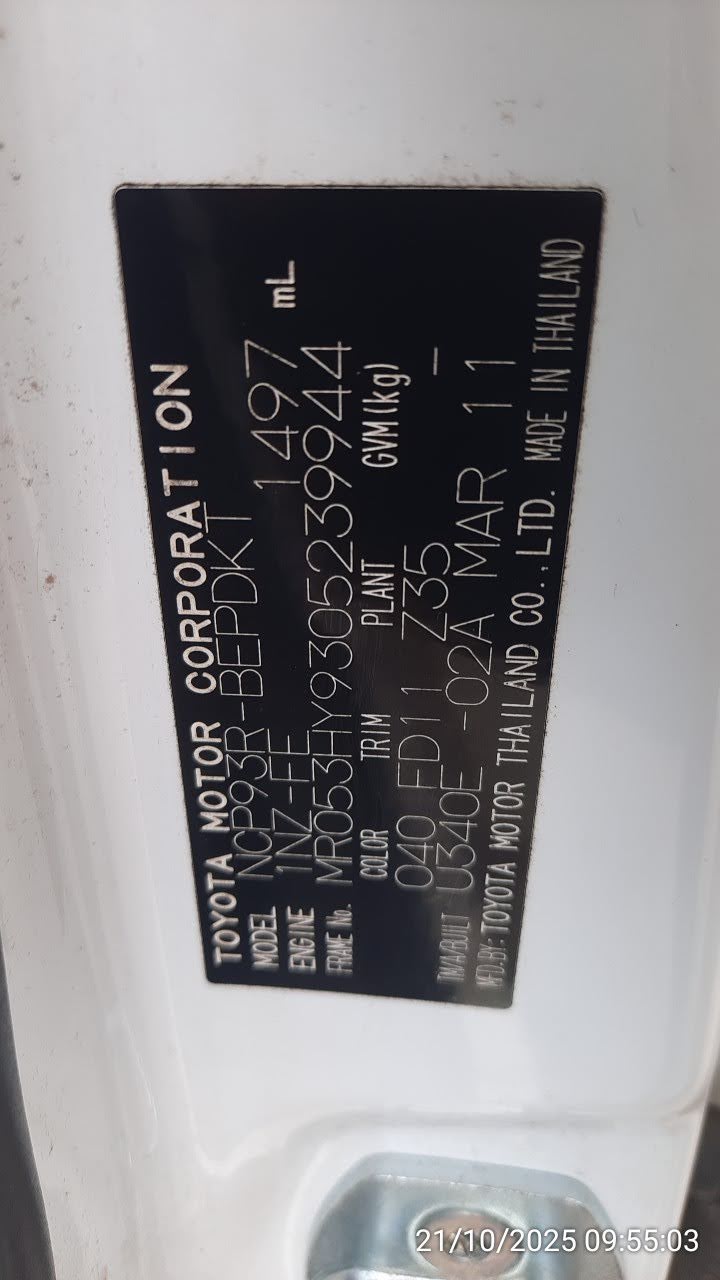 TOYOTA MOTOR CORPORATION
MODEL NCP93R-BEPDKT 1497 mL
ENGINE 1NZ-FE
FRAME No. MR053HY9305239944
COLOR TRIM PLANT GVM(kg)
040 FD11 Z35 —
T/M/A/BUILT U340E -02A MAR 11
MFD.BY: TOYOTA MOTOR THAILAND CO.,LTD. MADE IN THAILAND
21/10/2025 09:55:03